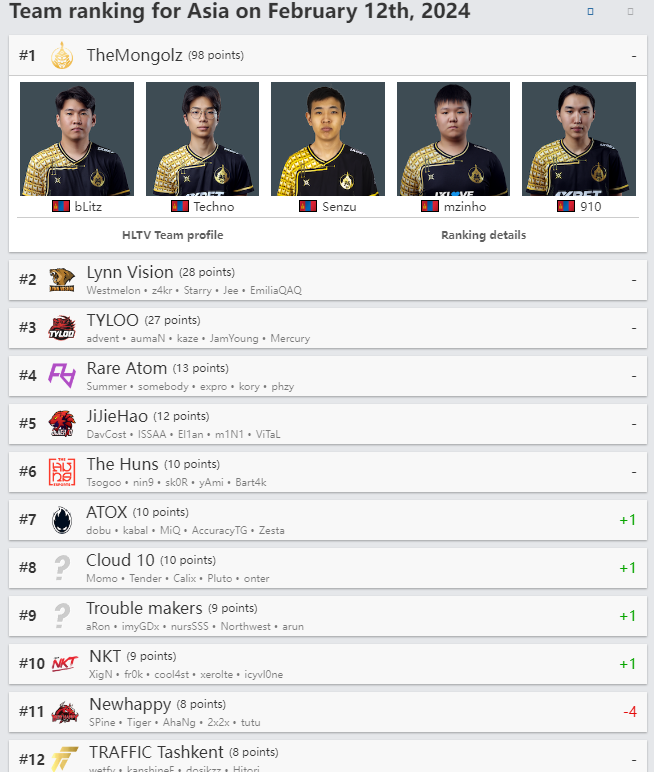 Team ranking for Asia on February 12th, 2024
#1 TheMongolz (98 points) -
bLitz Techno Senzu mzinho 910
HLTV Team profile Ranking details
#2 Lynn Vision (28 points) -
Westmelon • z4kr • Starry • Jee • EmiliaQAQ
#3 TYLOO (27 points) -
advent • aumaN • kaze • JamYoung • Mercury
#4 Rare Atom (13 points) -
Summer • somebody • expro • kory • phzy
#5 JiJieHao (12 points) -
DavCost • ISSAA • El1an • m1N1 • ViTaL
#6 The Huns (10 points) -
Tsogoo • nin9 • sk0R • yAmi • Bart4k
#7 ATOX (10 points) +1
dobu • kabal • MiQ • AccuracyTG • Zesta
#8 ? Cloud 10 (10 points) +1
Momo • Tender • Calix • Pluto • onter
#9 ? Trouble makers (9 points) +1
aRon • imyGDx • nursSSS • Northwest • arun
#10 NKT NKT (9 points) +1
XigN • fr0k • cool4st • xerolte • icyvl0ne
#11 Newhappy (8 points) -4
SPine • Tiger • AhaNg • 2x2x • tutu
#12 TRAFFIC Tashkent (8 points) -